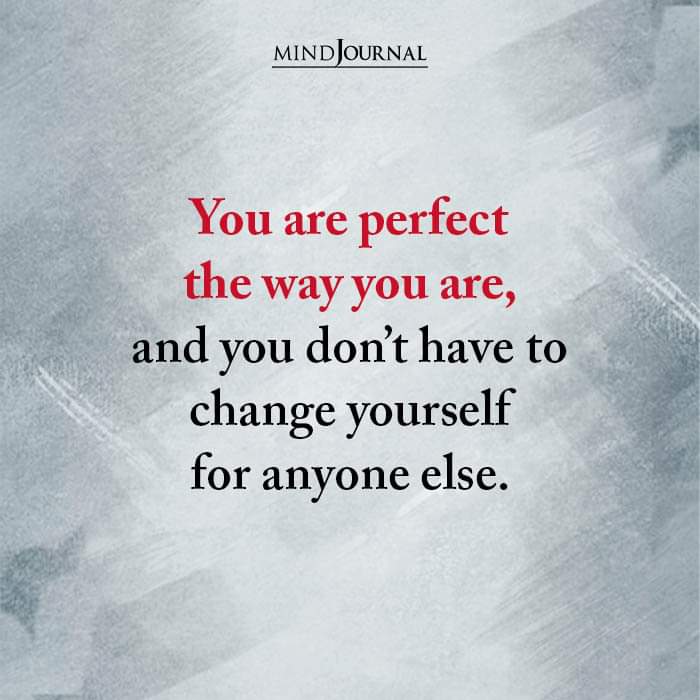 MINDJOURNAL
You are perfect
the way you are,
and you don't have to
change yourself
for anyone else.